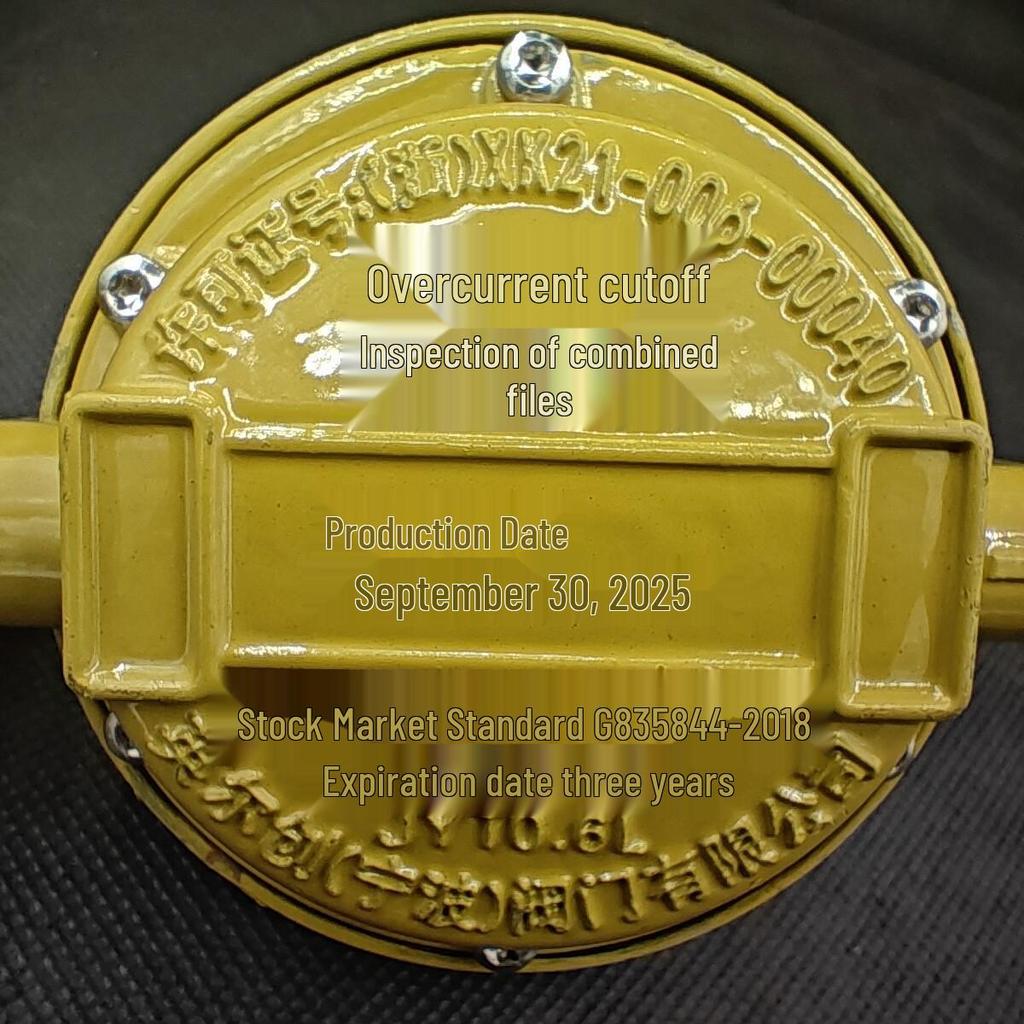 许可证号:(浙)XK21-006-00040
Overcurrent cutoff
Inspection of combined
files
Production Date
September 30, 2025
Stock Market Standard G835844-2018
Expiration date three years
JYT0.6L
尔创(宁波)阀门有限公司